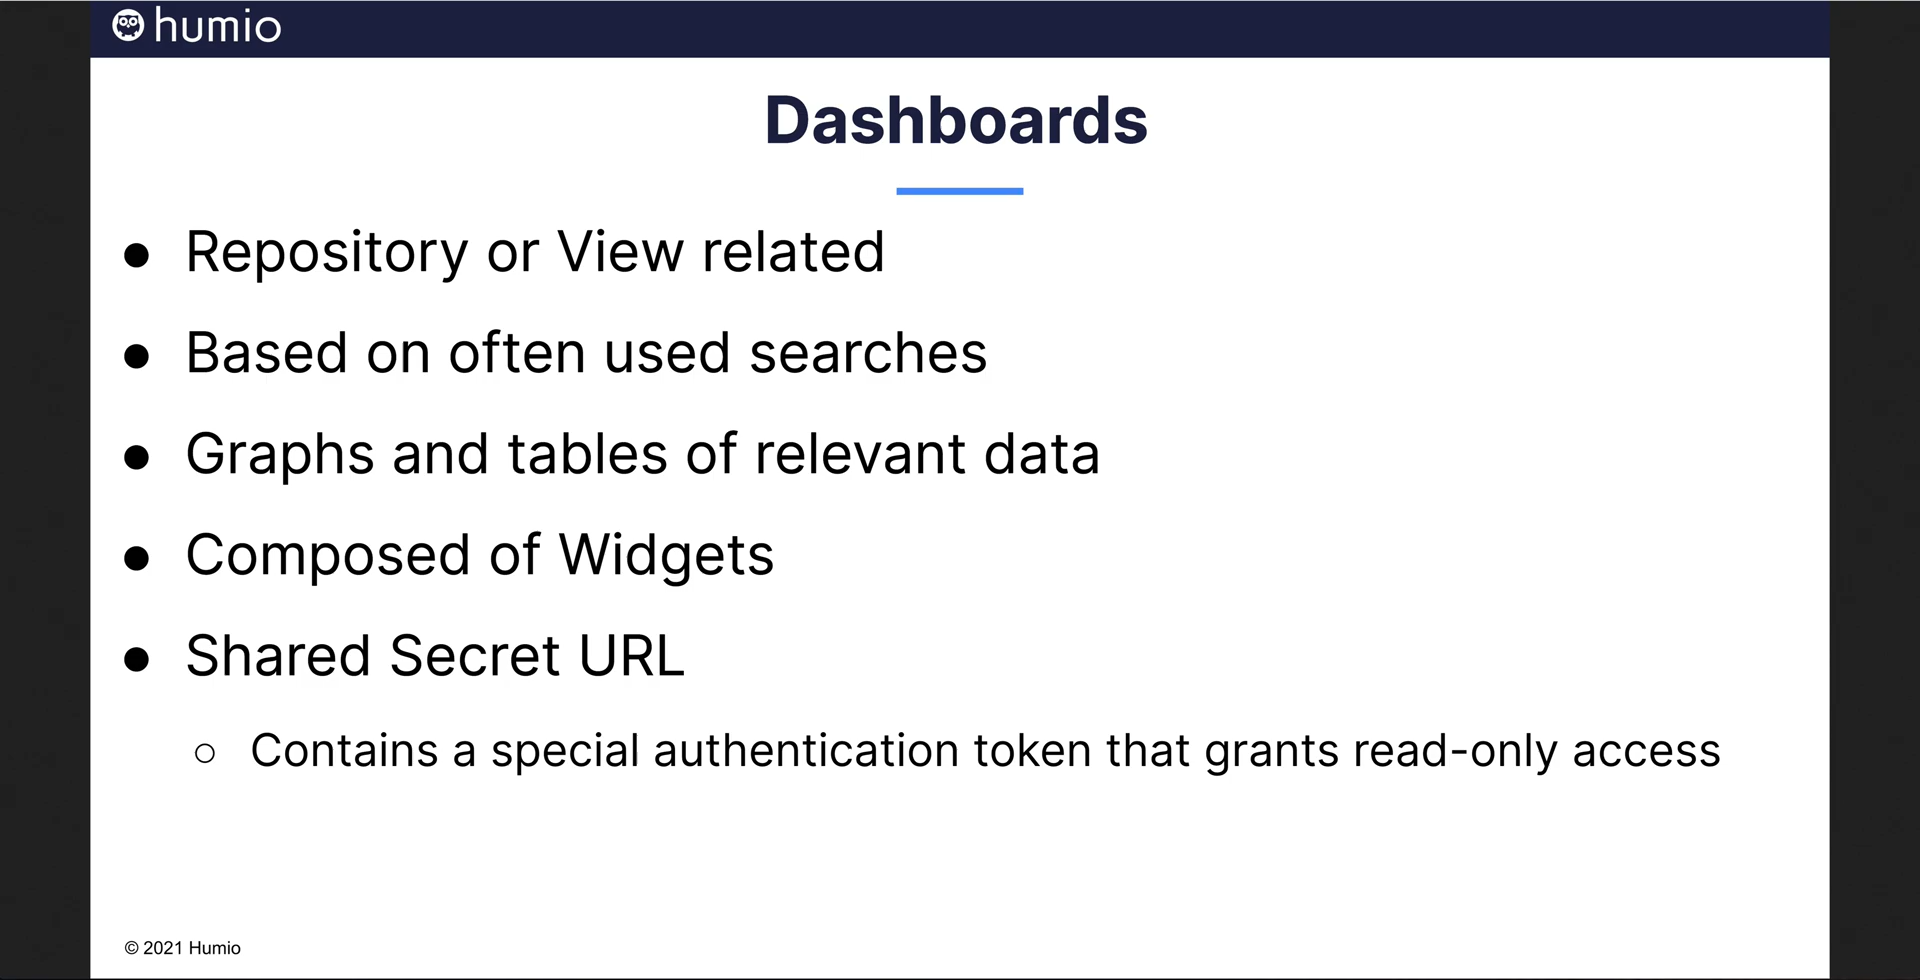 humio
Dashboards
● Repository or View related
● Based on often used searches
● Graphs and tables of relevant data
● Composed of Widgets
● Shared Secret URL
○ Contains a special authentication token that grants read-only access
© 2021 Humio